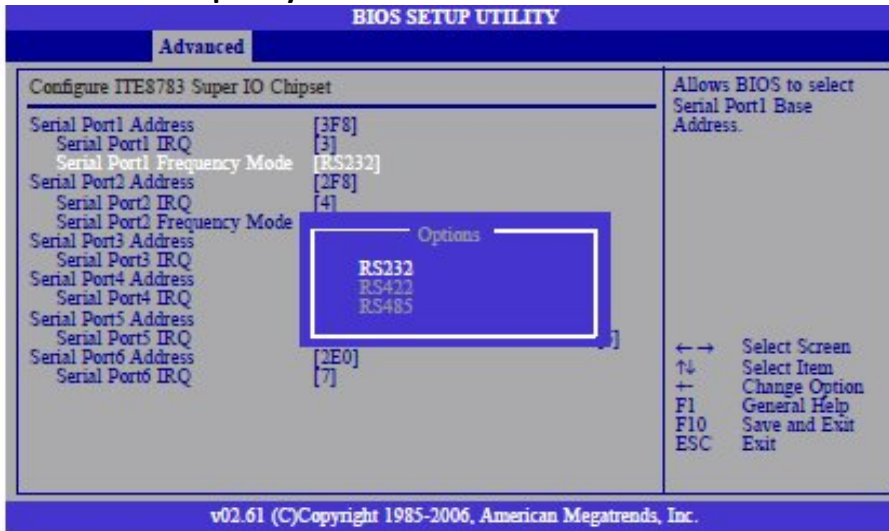 BIOS SETUP UTILITY
Advanced
Configure ITE8783 Super IO Chipset
Serial Port1 Address [3F8]
Serial Port1 IRQ [3]
Serial Port1 Frequency Mode [RS232]
Serial Port2 Address [2F8]
Serial Port2 IRQ [4]
Serial Port2 Frequency Mode
Serial Port3 Address
Serial Port3 IRQ
Serial Port4 Address
Serial Port4 IRQ
Serial Port5 Address
Serial Port5 IRQ
Serial Port6 Address [2E0]
Serial Port6 IRQ [7]
Options
RS232
RS422
RS485
Allows BIOS to select
Serial Port1 Base
Address.
←→ Select Screen
↑↓ Select Item
+- Change Option
F1 General Help
F10 Save and Exit
ESC Exit
v02.61 (C)Copyright 1985-2006, American Megatrends, Inc.